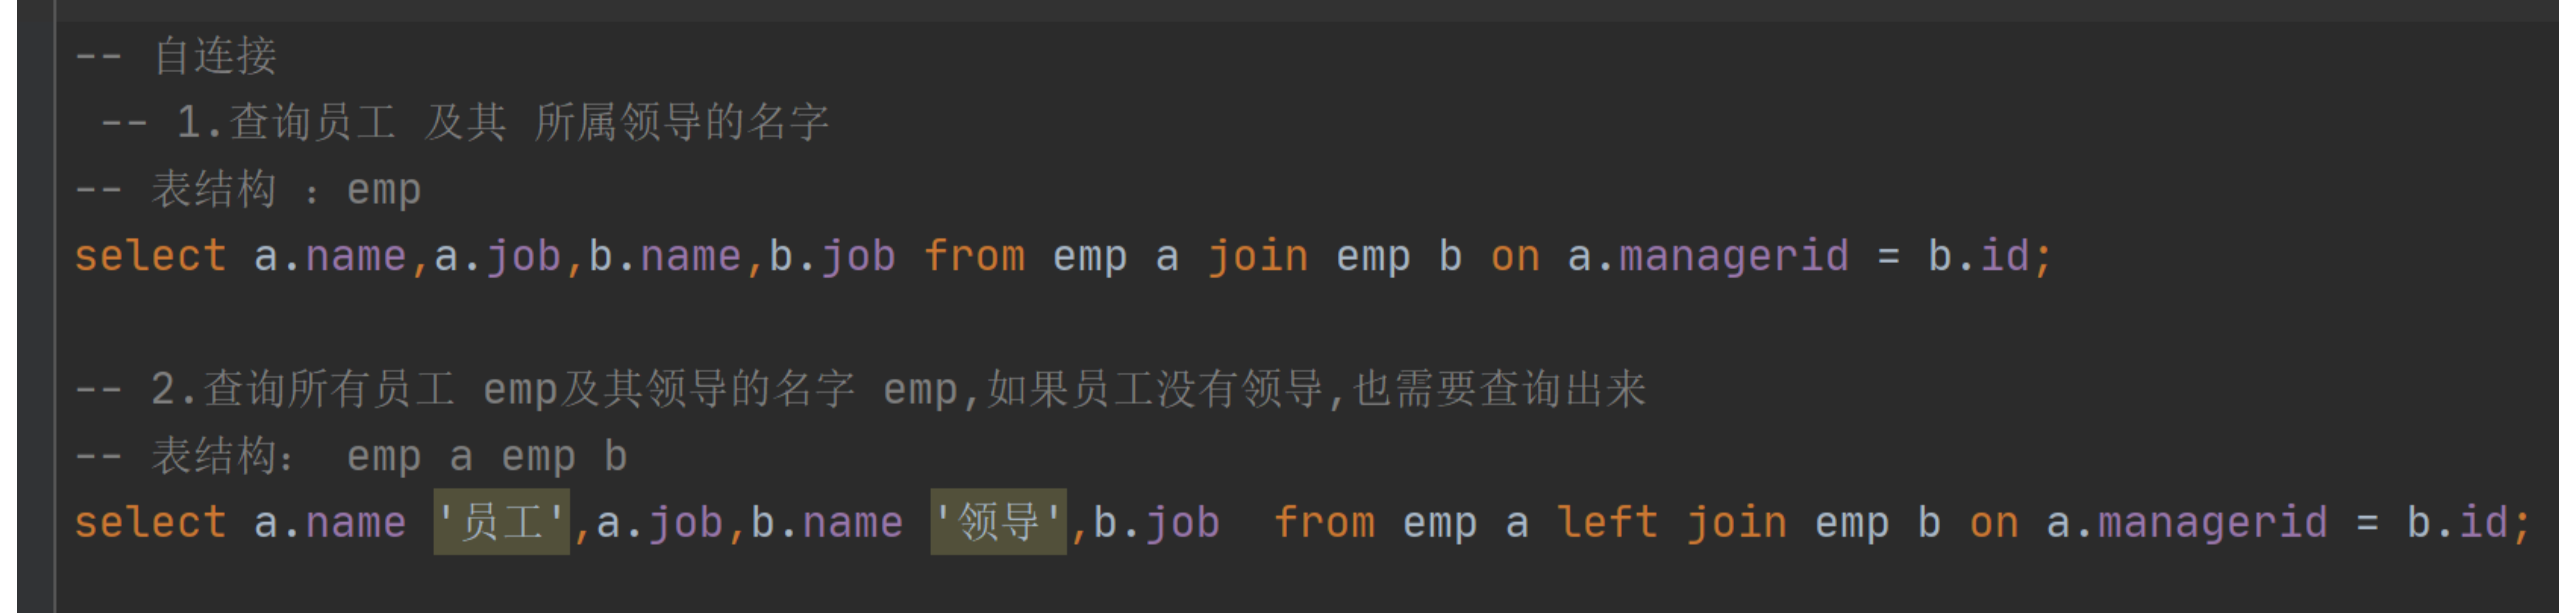 -- 自连接
-- 1.查询员工 及其 所属领导的名字
-- 表结构 : emp
select a.name,a.job,b.name,b.job from emp a join emp b on a.managerid = b.id;
-- 2.查询所有员工 emp及其领导的名字 emp,如果员工没有领导,也需要查询出来
-- 表结构: emp a emp b
select a.name '员工',a.job,b.name '领导',b.job  from emp a left join emp b on a.managerid = b.id;